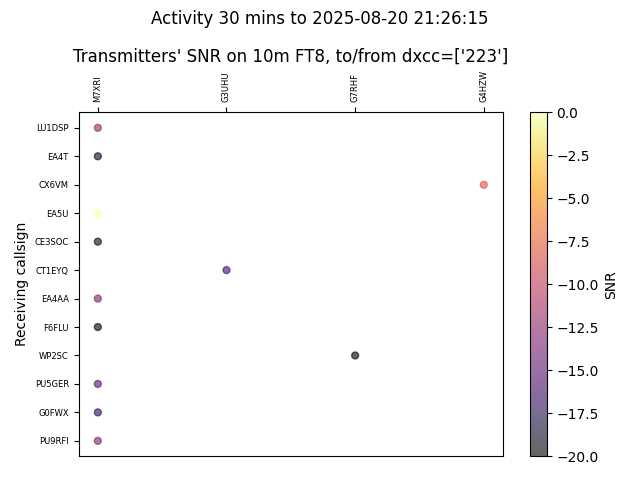 Activity 30 mins to 2025-08-20 21:26:15
Transmitters' SNR on 10m FT8, to/from dxcc=['223']
M7XRI
G3UHU
G7RHF
G4HZW
LU1DSP
EA4T
CX6VM
EA5U
CE3SOC
CT1EYQ
EA4AA
F6FLU
WP2SC
PU5GER
G0FWX
PU9RFI
Receiving callsign
0.0
−2.5
−5.0
−7.5
−10.0
−12.5
−15.0
−17.5
−20.0
SNR